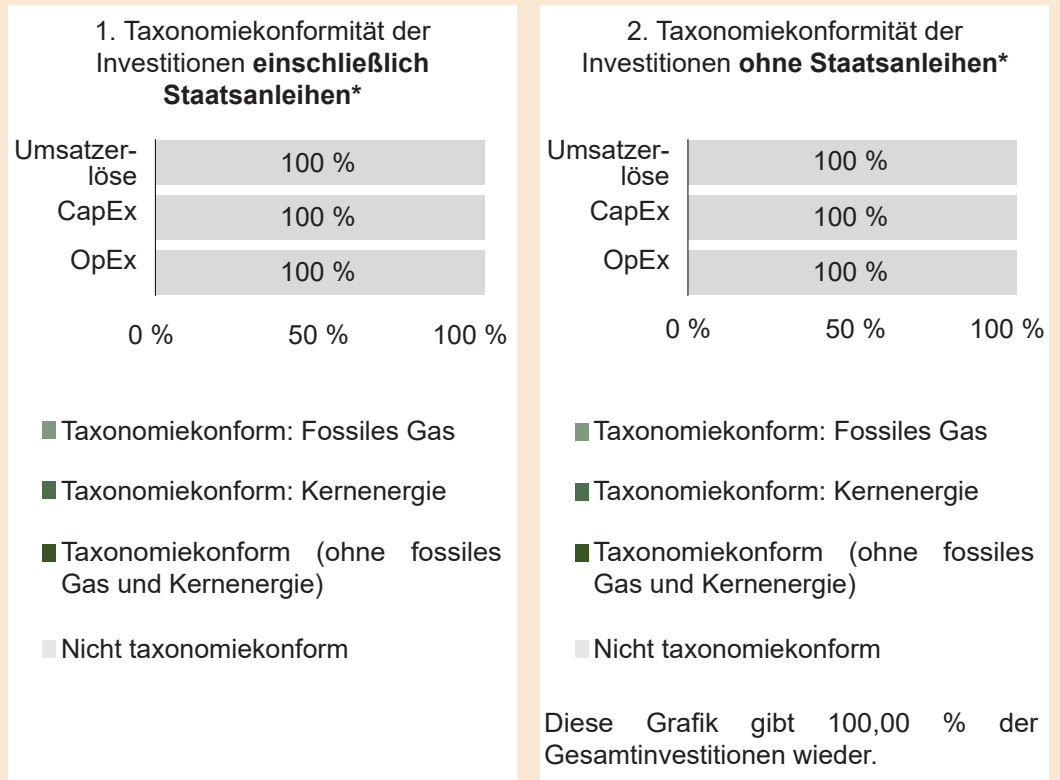 1. Taxonomiekonformität der
Investitionen einschließlich
Staatsanleihen*
Umsatzer-
löse
100 %
CapEx
100 %
OpEx
100 %
0 % 50 % 100 %
Taxonomiekonform: Fossiles Gas
Taxonomiekonform: Kernenergie
Taxonomiekonform (ohne fossiles
Gas und Kernenergie)
Nicht taxonomiekonform
2. Taxonomiekonformität der
Investitionen ohne Staatsanleihen*
Umsatzer-
löse
100 %
CapEx
100 %
OpEx
100 %
0 % 50 % 100 %
Taxonomiekonform: Fossiles Gas
Taxonomiekonform: Kernenergie
Taxonomiekonform (ohne fossiles
Gas und Kernenergie)
Nicht taxonomiekonform
Diese Grafik gibt 100,00 % der
Gesamtinvestitionen wieder.